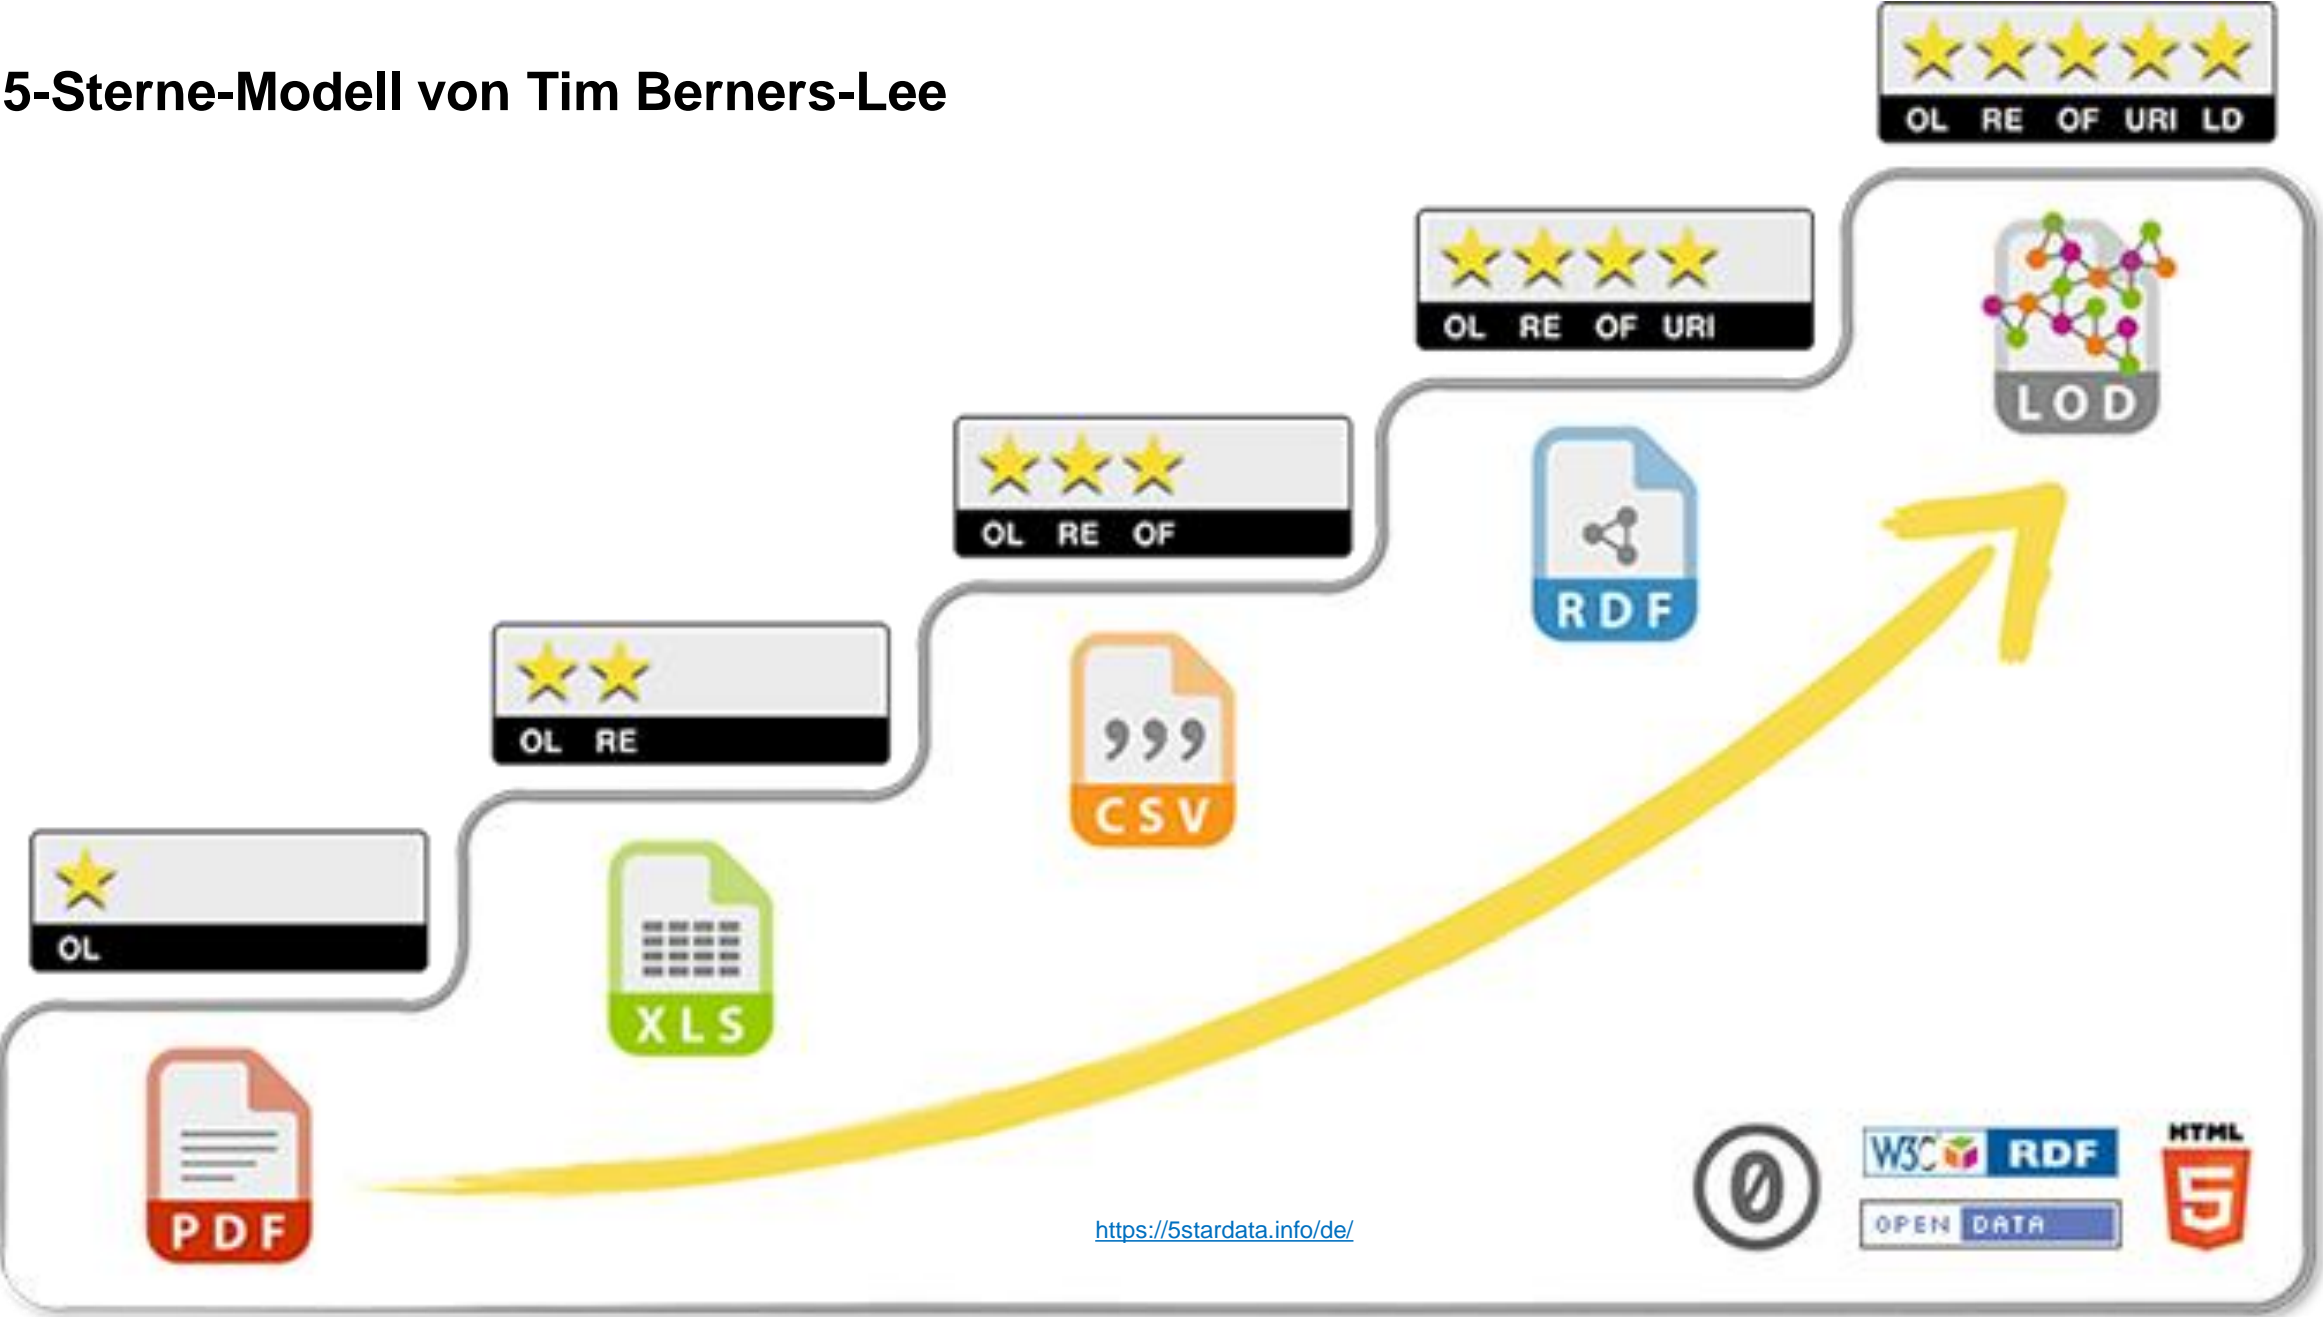 5-Sterne-Modell von Tim Berners-Lee
OL RE OF URI LD
OL RE OF URI
LOD
OL RE OF
RDF
OL RE
CSV
OL
XLS
PDF
https://5stardata.info/de/
0
W3C RDF
OPEN DATA
HTML
5